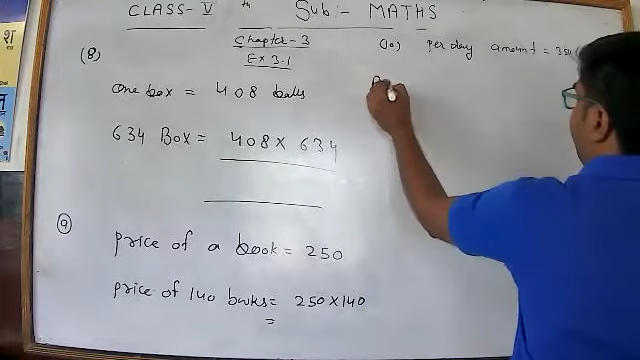 CLASS- V th Sub:- MATHS
Chapter-3
Ex 3.1
(8)
One box = 408 balls
634 Box = 408 × 634
(9)
price of a book = 250
price of 140 books = 250 × 140
=
(10) per day amount =